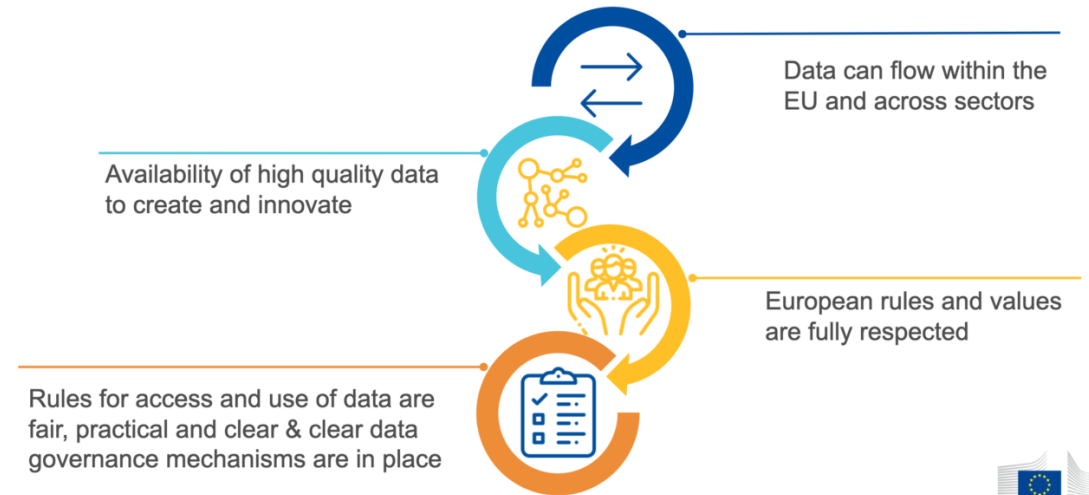 Data can flow within the
EU and across sectors
Availability of high quality data
to create and innovate
European rules and values
are fully respected
Rules for access and use of data are
fair, practical and clear & clear data
governance mechanisms are in place